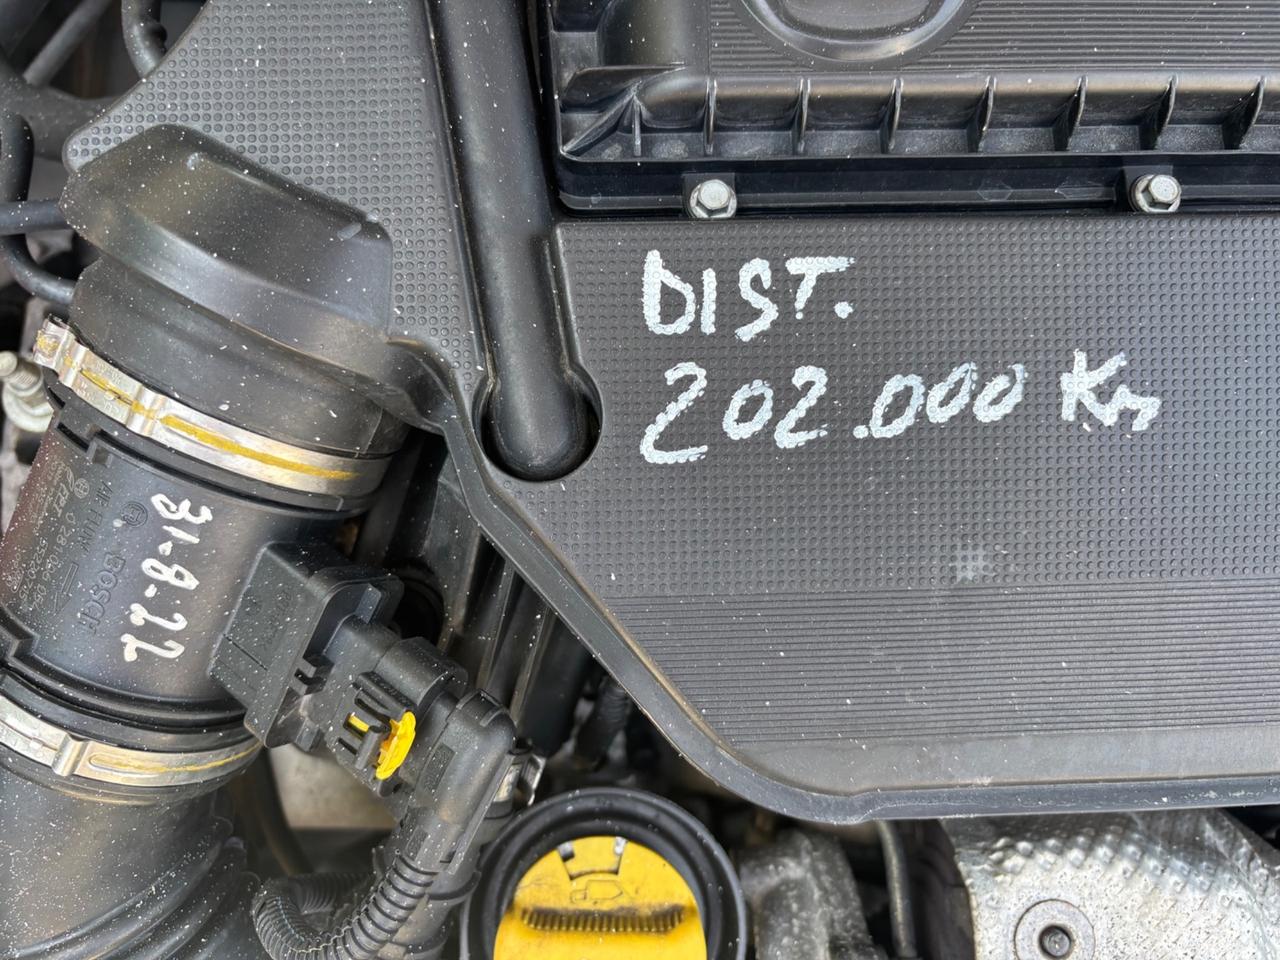 DIST.
202.000 Km
31-8-22
BOSCH